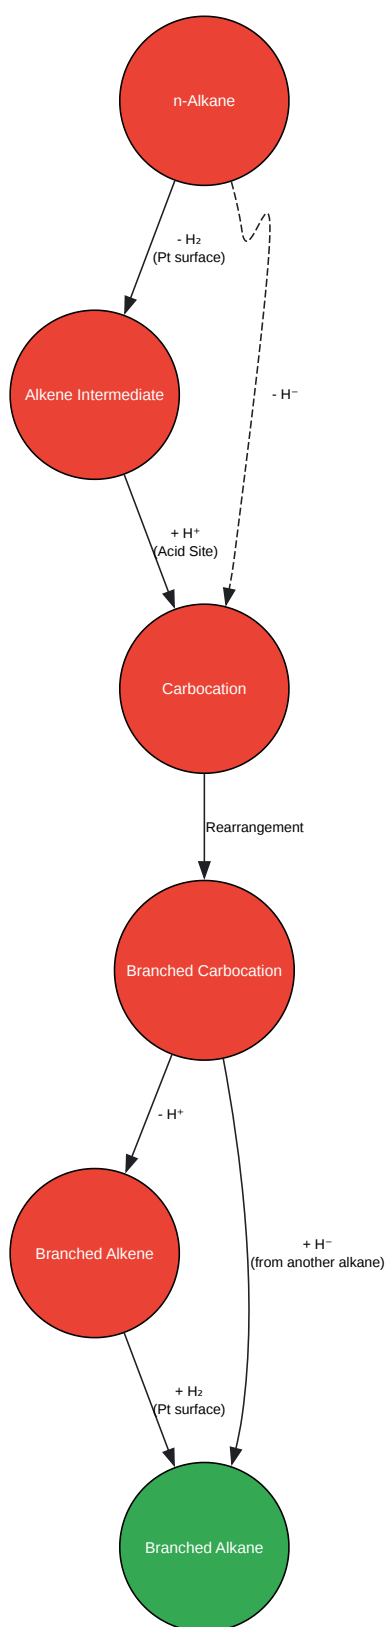 n-Alkane
- H₂
(Pt surface)
Alkene Intermediate
- H⁻
+ H⁺
(Acid Site)
Carbocation
Rearrangement
Branched Carbocation
- H⁺
Branched Alkene
+ H⁻
(from another alkane)
+ H₂
(Pt surface)
Branched Alkane